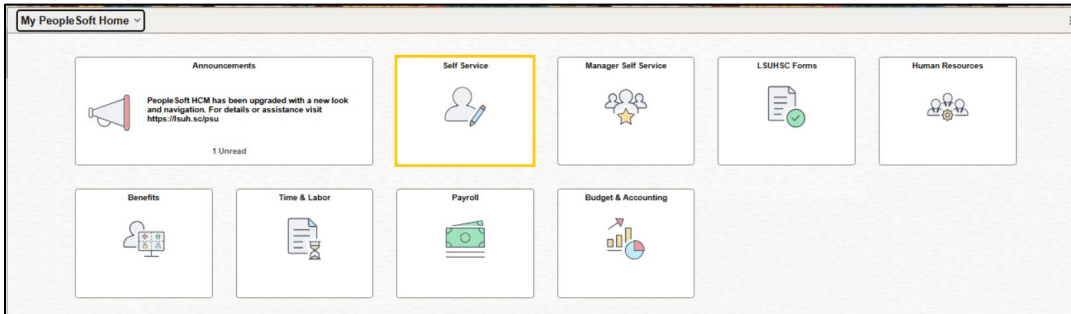 My PeopleSoft Home
Announcements
PeopleSoft HCM has been upgraded with a new look
and navigation. For details or assistance visit
https://lsuh.sc/psu
1 Unread
Self Service
Manager Self Service
LSUHSC Forms
Human Resources
Benefits
Time & Labor
Payroll
Budget & Accounting